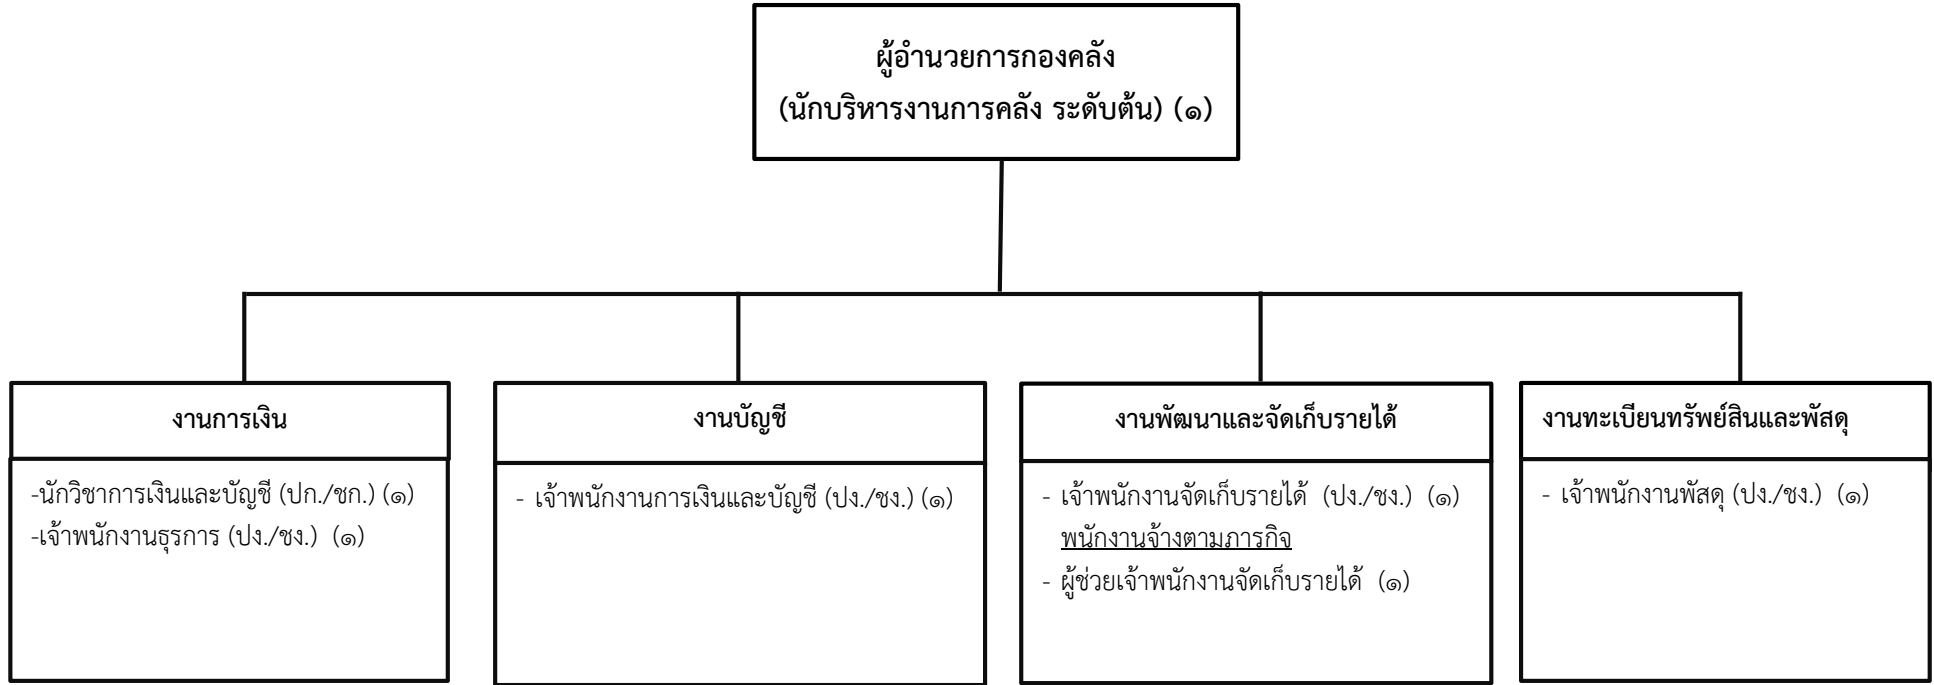 ผู้อำนวยการกองคลัง
(นักบริหารงานการคลัง ระดับต้น) (๑)
งานการเงิน
-นักวิชาการเงินและบัญชี (ปก./ชก.) (๑)
-เจ้าพนักงานธุรการ (ปง./ชง.) (๑)
งานบัญชี
- เจ้าพนักงานการเงินและบัญชี (ปง./ชง.) (๑)
งานพัฒนาและจัดเก็บรายได้
- เจ้าพนักงานจัดเก็บรายได้ (ปง./ชง.) (๑)
พนักงานจ้างตามภารกิจ
- ผู้ช่วยเจ้าพนักงานจัดเก็บรายได้ (๑)
งานทะเบียนทรัพย์สินและพัสดุ
- เจ้าพนักงานพัสดุ (ปง./ชง.) (๑)